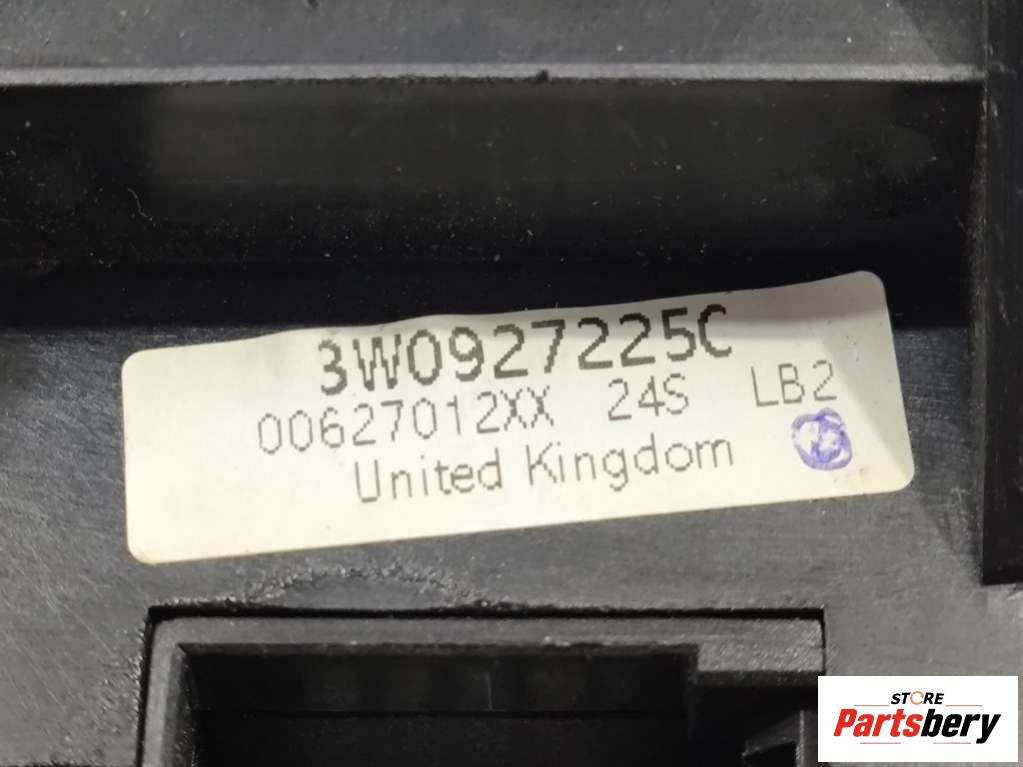 3W0927225C
00627012XX 24S LB2
United Kingdom
STORE
Partsbery